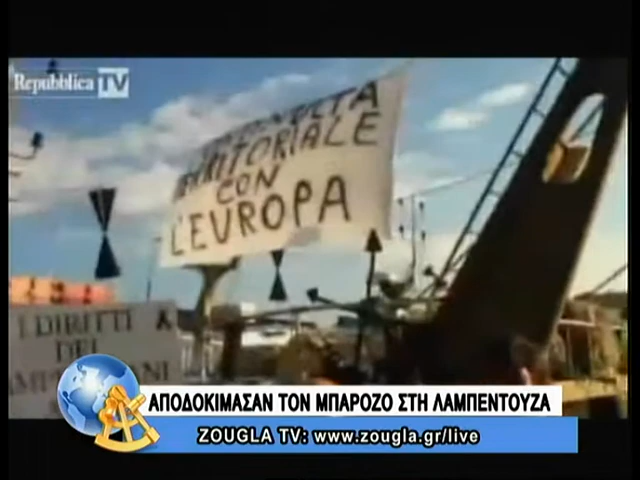 Repubblica TV
TERRITORIALE
CON
L'EUROPA
I DIRITTI &
DEI
ΑΠΟΔΟΚΙΜΑΣΑΝ ΤΟΝ ΜΠΑΡΟΖΟ ΣΤΗ ΛΑΜΠΕΝΤΟΥΖΑ
ZOUGLA TV: www.zougla.gr/live